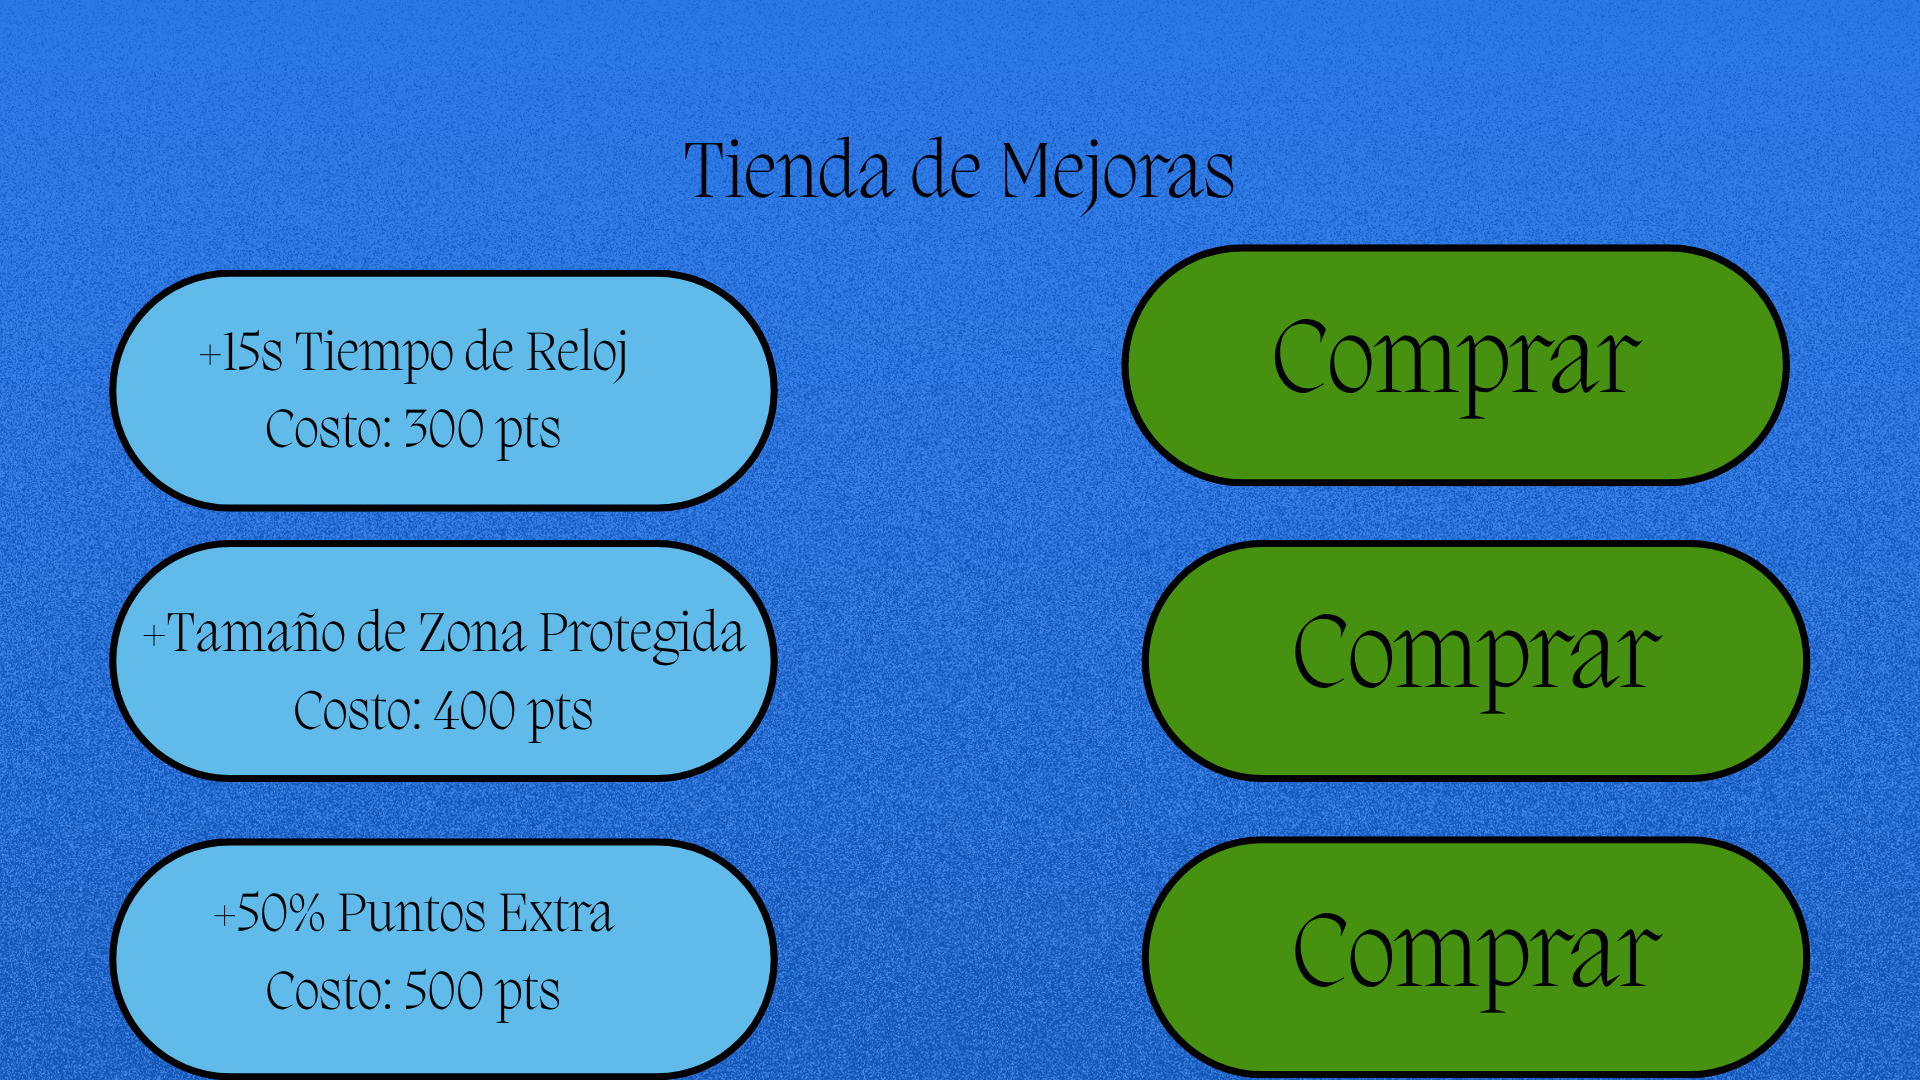 Tienda de Mejoras
+15s Tiempo de Reloj
Costo: 300 pts
Comprar
+Tamaño de Zona Protegida
Costo: 400 pts
Comprar
+50% Puntos Extra
Costo: 500 pts
Comprar